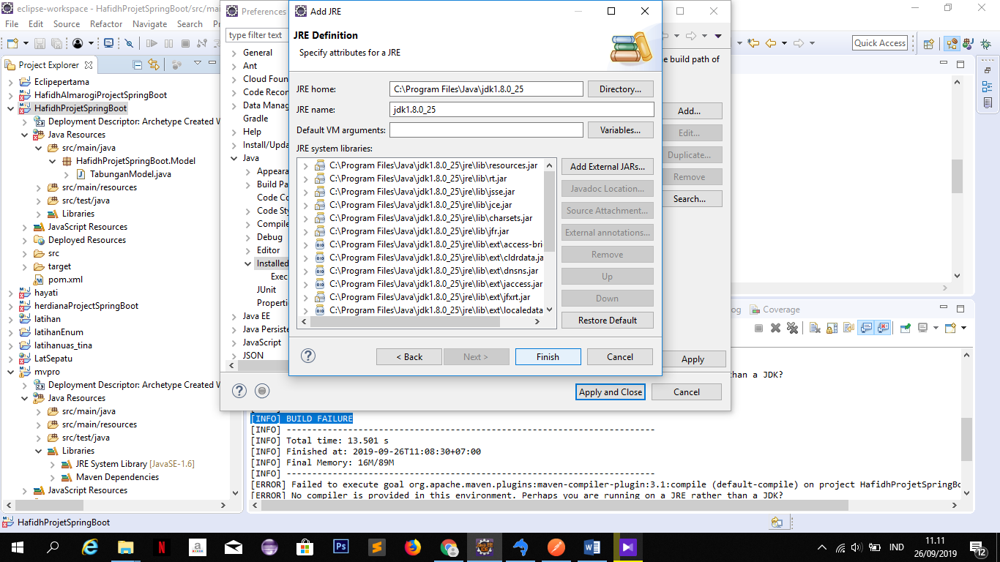 eclipse-workspace - HafidhProjetSpringBoot/src/mai
File Edit Source Refactor Navigate Search
Quick Access
Project Explorer
Eclipepertama
HafidhAlmarogiProjectSpringBoot
HafidhProjetSpringBoot
Deployment Descriptor: Archetype Created W
Java Resources
src/main/java
HafidhProjetSpringBoot.Model
TabunganModel.java
src/main/resources
src/test/java
Libraries
JavaScript Resources
Deployed Resources
src
target
pom.xml
hayati
herdianaProjectSpringBoot
latihan
latihanEnum
latihanuas_tina
LatSepatu
mvpro
Deployment Descriptor: Archetype Created W
Java Resources
src/main/java
src/main/resources
src/test/java
Libraries
JRE System Library [JavaSE-1.6]
Maven Dependencies
JavaScript Resources
HafidhProjetSpringBoot
Preferences
type filter text
General
Ant
Cloud Foun
Code Recor
Data Manag
Gradle
Help
Install/Upda
Java
Appeara
Build Pa
Code Co
Code Sty
Compile
Debug
Editor
Installed
Exec
JUnit
Properti
Java EE
Java Persiste
JavaScript
JSON
e build path of
Add...
Edit...
Duplicate...
Remove
Search...
Apply
Apply and Close
Cancel
Add JRE
JRE Definition
Specify attributes for a JRE
JRE home: C:\Program Files\Java\jdk1.8.0_25 Directory...
JRE name: jdk1.8.0_25
Default VM arguments: Variables...
JRE system libraries:
C:\Program Files\Java\jdk1.8.0_25\jre\lib\resources.jar
C:\Program Files\Java\jdk1.8.0_25\jre\lib\rt.jar
C:\Program Files\Java\jdk1.8.0_25\jre\lib\jsse.jar
C:\Program Files\Java\jdk1.8.0_25\jre\lib\jce.jar
C:\Program Files\Java\jdk1.8.0_25\jre\lib\charsets.jar
C:\Program Files\Java\jdk1.8.0_25\jre\lib\jfr.jar
C:\Program Files\Java\jdk1.8.0_25\jre\lib\ext\access-bri
C:\Program Files\Java\jdk1.8.0_25\jre\lib\ext\cldrdata.ja
C:\Program Files\Java\jdk1.8.0_25\jre\lib\ext\dnsns.jar
C:\Program Files\Java\jdk1.8.0_25\jre\lib\ext\jaccess.jar
C:\Program Files\Java\jdk1.8.0_25\jre\lib\ext\jfxrt.jar
C:\Program Files\Java\jdk1.8.0_25\jre\lib\ext\localedata
Add External JARs...
Javadoc Location...
Source Attachment...
External annotations...
Remove
Up
Down
Restore Default
< Back Next > Finish Cancel
og Coverage
han a JDK?
[INFO] BUILD FAILURE
[INFO] ------------------------------------------------------------------------
[INFO] Total time: 13.501 s
[INFO] Finished at: 2019-09-26T11:08:30+07:00
[INFO] Final Memory: 16M/89M
[INFO] ------------------------------------------------------------------------
[ERROR] Failed to execute goal org.apache.maven.plugins:maven-compiler-plugin:3.1:compile (default-compile) on project HafidhProjetSpringBo
[ERROR] No compiler is provided in this environment. Perhaps you are running on a JRE rather than a JDK?
IND
11.11
26/09/2019
12